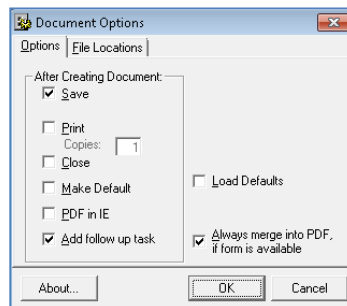 Document Options
Options File Locations
After Creating Document:
Save
Print
Copies: 1
Close
Make Default
Load Defaults
PDF in IE
Add follow up task
Always merge into PDF,
if form is available
About... OK Cancel